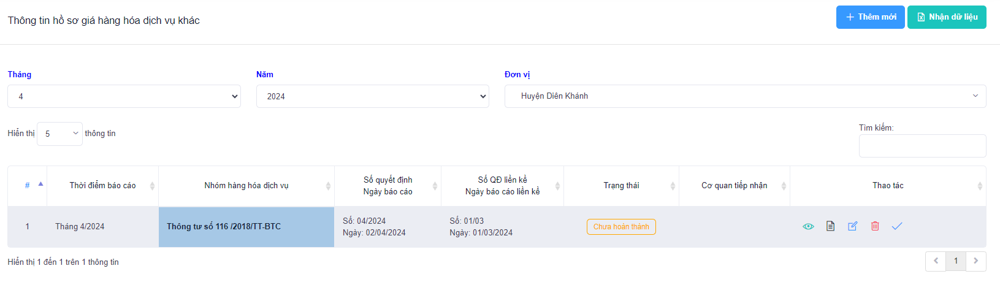 Thông tin hồ sơ giá hàng hóa dịch vụ khác
Thêm mới
Nhận dữ liệu
Tháng
Năm
Đơn vị
4
2024
Huyện Diên Khánh
Hiển thị 5 thông tin
Tìm kiếm:
#
Thời điểm báo cáo
Nhóm hàng hóa dịch vụ
Số quyết định
Ngày báo cáo
Số QĐ liền kề
Ngày báo cáo liền kề
Trạng thái
Cơ quan tiếp nhận
Thao tác
1
Tháng 4/2024
Thông tư số 116 /2018/TT-BTC
Số: 04/2024
Ngày: 02/04/2024
Số: 01/03
Ngày: 01/03/2024
Chưa hoàn thành
Hiển thị 1 đến 1 trên 1 thông tin
1